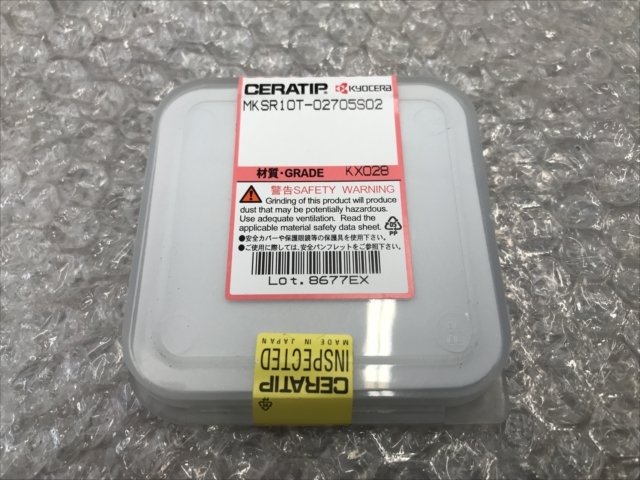 CERATIP KYOCERA
MKSR10T-02705S02
材質・GRADE KX028
警告SAFETY WARNING
Grinding of this product will produce
dust that may be potentially hazardous.
Use adequate ventilation. Read the
applicable material safety data sheet.
PP
●安全カバーや保護眼鏡等の保護具を使用下さい。
●ご使用に際しては、安全パンフレットをご参照下さい。
Lot.8677EX
CERATIP
INSPECTED
MADE IN JAPAN